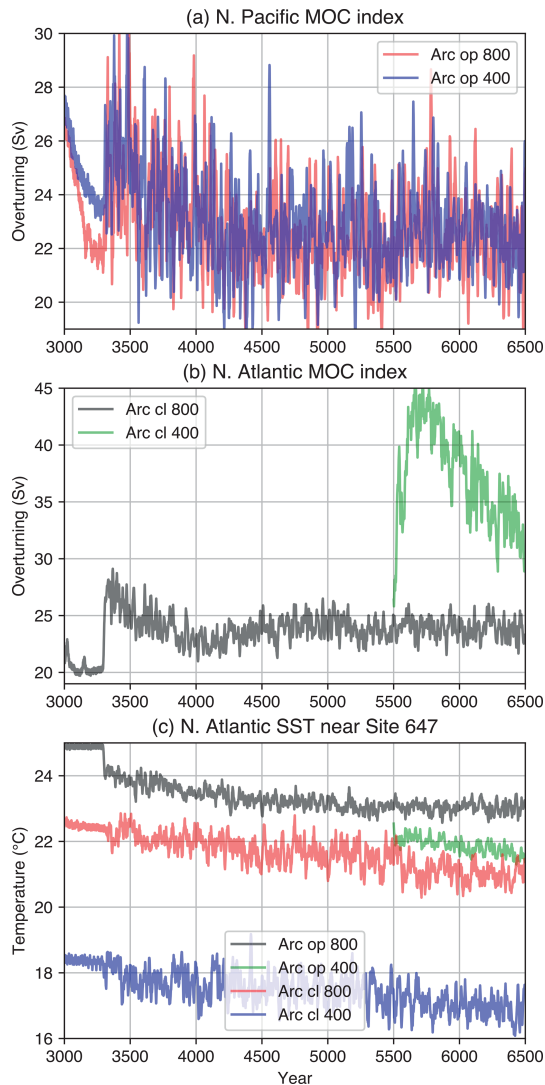 (a) N. Pacific MOC index
30
28
26
24
22
20
Overturning (Sv)
Arc op 800
Arc op 400
3000 3500 4000 4500 5000 5500 6000 6500
(b) N. Atlantic MOC index
45
40
35
30
25
20
Overturning (Sv)
Arc cl 800
Arc cl 400
3000 3500 4000 4500 5000 5500 6000 6500
(c) N. Atlantic SST near Site 647
24
22
20
18
16
Temperature (°C)
Arc op 800
Arc op 400
Arc cl 800
Arc cl 400
3000 3500 4000 4500 5000 5500 6000 6500
Year